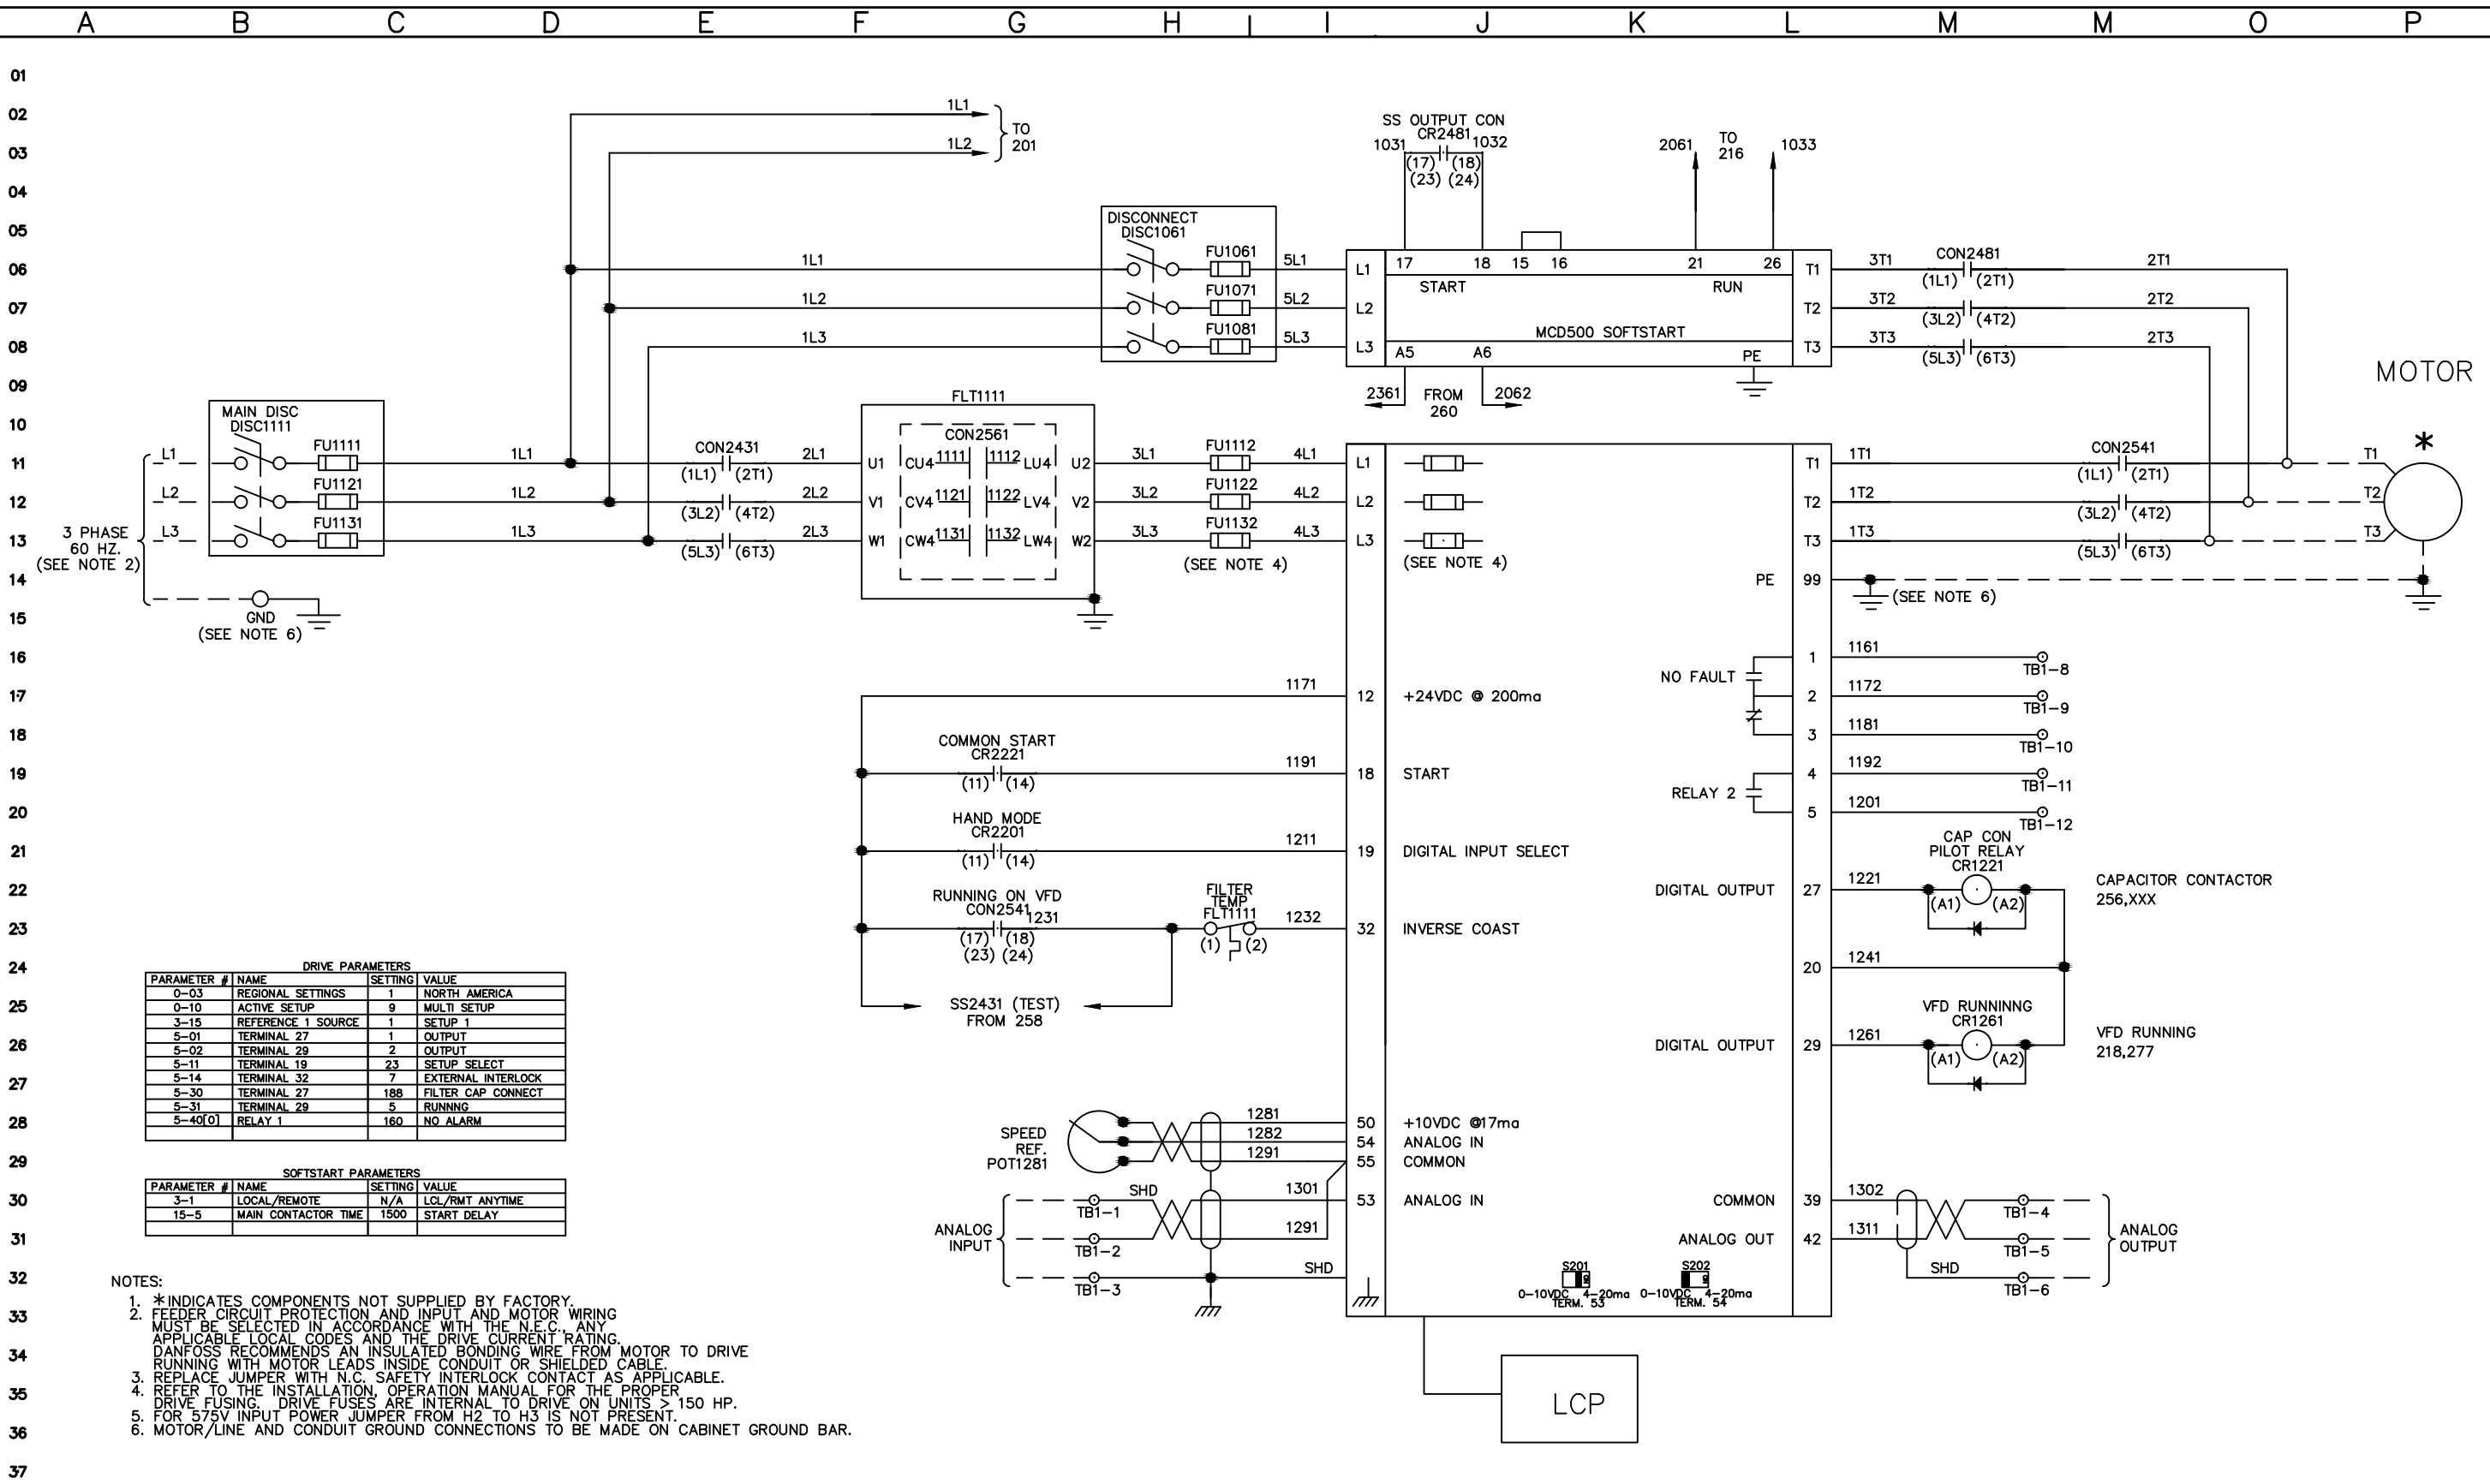 A B C D E F G H I J K L M M O P
01
02
03
04
05
06
07
08
09
10
11
12
13
14
15
16
17
18
19
20
21
22
23
24
25
26
27
28
29
30
31
32
33
34
35
36
37
1L1
1L2
TO
201
SS OUTPUT CON
CR2481
1031 1032
(17) (18)
(23) (24)
2061 TO
216 1033
DISCONNECT
DISC1061
1L1 FU1061 5L1
1L2 FU1071 5L2
1L3 FU1081 5L3
L1 17 18 15 16 21 26 T1
START RUN
L2 T2
MCD500 SOFTSTART
L3 A5 A6 PE T3
2361 FROM
260 2062
3T1 CON2481 2T1
(1L1) (2T1)
3T2 2T2
(3L2) (4T2)
3T3 2T3
(5L3) (6T3)
MOTOR
*
MAIN DISC
DISC1111
L1 FU1111 1L1 CON2431 2L1
(1L1) (2T1)
L2 FU1121 1L2 2L2
(3L2) (4T2)
L3 FU1131 1L3 2L3
(5L3) (6T3)
3 PHASE
60 HZ.
(SEE NOTE 2)
GND
(SEE NOTE 6)
FLT1111
CON2561
U1 CU4 1111 1112 LU4 U2
V1 CV4 1121 1122 LV4 V2
W1 CW4 1131 1132 LW4 W2
3L1 FU1112 4L1
3L2 FU1122 4L2
3L3 FU1132 4L3
(SEE NOTE 4)
L1
L2
L3
(SEE NOTE 4)
T1 1T1 CON2541 T1
(1L1) (2T1)
T2 1T2 T2
(3L2) (4T2)
T3 1T3 T3
(5L3) (6T3)
PE 99
(SEE NOTE 6)
NO FAULT
1 1161 TB1-8
2 1172 TB1-9
3 1181 TB1-10
RELAY 2
4 1192 TB1-11
5 1201 TB1-12
1171 12 +24VDC @ 200ma
COMMON START
CR2221
(11) (14)
1191 18 START
HAND MODE
CR2201
(11) (14)
1211 19 DIGITAL INPUT SELECT
RUNNING ON VFD
CON2541
1231
(17) (18)
(23) (24)
FILTER
TEMP
FLT1111
(1) (2)
1232 32 INVERSE COAST
SS2431 (TEST)
FROM 258
CAP CON
PILOT RELAY
CR1221
DIGITAL OUTPUT 27 1221
(A1) (A2)
CAPACITOR CONTACTOR
256,XXX
20 1241
VFD RUNNINNG
CR1261
DIGITAL OUTPUT 29 1261
(A1) (A2)
VFD RUNNING
218,277
SPEED
REF.
POT1281
1281 50 +10VDC @17ma
1282 54 ANALOG IN
1291 55 COMMON
ANALOG
INPUT
TB1-1 SHD 1301 53 ANALOG IN
TB1-2 1291
TB1-3 SHD
S201
0-10VDC 4-20ma
TERM. 53
S202
0-10VDC 4-20ma
TERM. 54
COMMON 39 1302 TB1-4
ANALOG OUT 42 1311 TB1-5
SHD TB1-6
ANALOG
OUTPUT
LCP
DRIVE PARAMETERS
PARAMETER # NAME SETTING VALUE
0-03 REGIONAL SETTINGS 1 NORTH AMERICA
0-10 ACTIVE SETUP 9 MULTI SETUP
3-15 REFERENCE 1 SOURCE 1 SETUP 1
5-01 TERMINAL 27 1 OUTPUT
5-02 TERMINAL 29 2 OUTPUT
5-11 TERMINAL 19 23 SETUP SELECT
5-14 TERMINAL 32 7 EXTERNAL INTERLOCK
5-30 TERMINAL 27 188 FILTER CAP CONNECT
5-31 TERMINAL 29 5 RUNNNG
5-40[0] RELAY 1 160 NO ALARM
SOFTSTART PARAMETERS
PARAMETER # NAME SETTING VALUE
3-1 LOCAL/REMOTE N/A LCL/RMT ANYTIME
15-5 MAIN CONTACTOR TIME 1500 START DELAY
NOTES:
1. *INDICATES COMPONENTS NOT SUPPLIED BY FACTORY.
2. FEEDER CIRCUIT PROTECTION AND INPUT AND MOTOR WIRING
MUST BE SELECTED IN ACCORDANCE WITH THE N.E.C., ANY
APPLICABLE LOCAL CODES AND THE DRIVE CURRENT RATING.
DANFOSS RECOMMENDS AN INSULATED BONDING WIRE FROM MOTOR TO DRIVE
RUNNING WITH MOTOR LEADS INSIDE CONDUIT OR SHIELDED CABLE.
3. REPLACE JUMPER WITH N.C. SAFETY INTERLOCK CONTACT AS APPLICABLE.
4. REFER TO THE INSTALLATION, OPERATION MANUAL FOR THE PROPER
DRIVE FUSING. DRIVE FUSES ARE INTERNAL TO DRIVE ON UNITS > 150 HP.
5. FOR 575V INPUT POWER JUMPER FROM H2 TO H3 IS NOT PRESENT.
6. MOTOR/LINE AND CONDUIT GROUND CONNECTIONS TO BE MADE ON CABINET GROUND BAR.